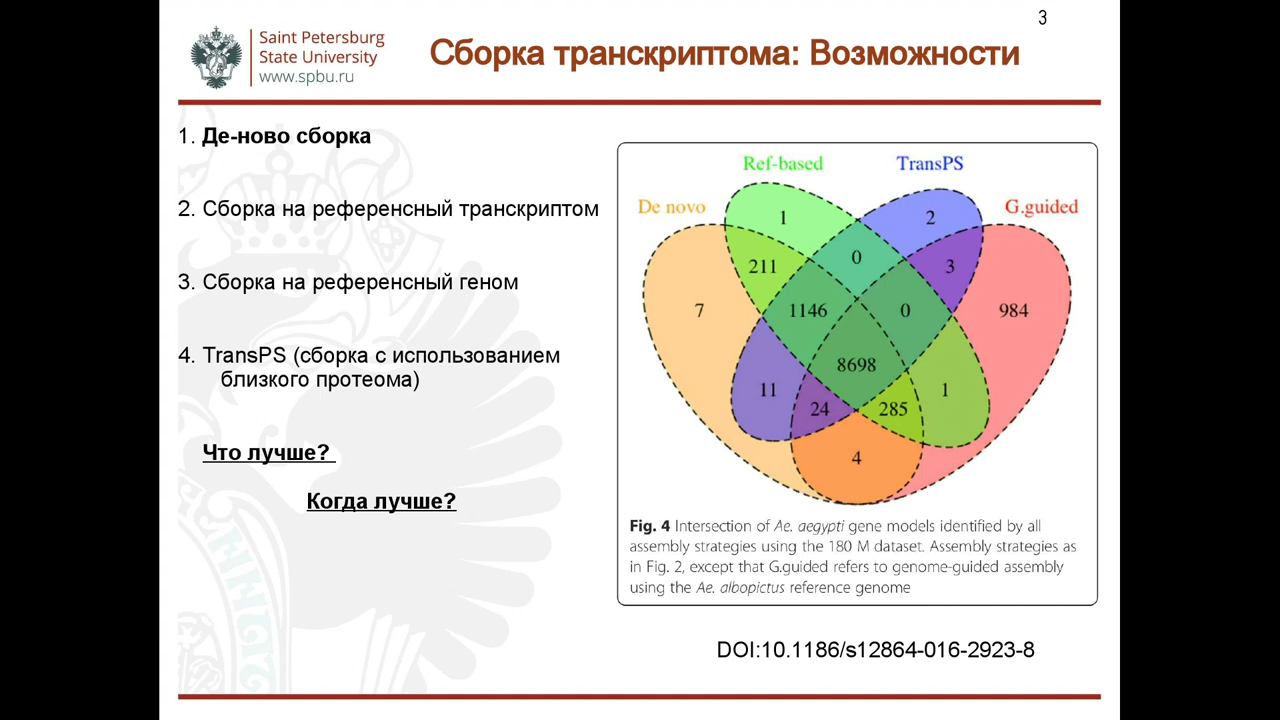 3
Saint Petersburg
State University
www.spbu.ru
Сборка транскриптома: Возможности
1. Де-ново сборка
2. Сборка на референсный транскриптом
3. Сборка на референсный геном
4. TransPS (сборка с использованием
близкого протеома)
Что лучше?
Когда лучше?
Ref-based
TransPS
De novo
G.guided
1
2
211
0
3
7
1146
0
984
8698
11
24
285
1
4
Fig. 4 Intersection of Ae. aegypti gene models identified by all
assembly strategies using the 180 M dataset. Assembly strategies as
in Fig. 2, except that G.guided refers to genome-guided assembly
using the Ae. albopictus reference genome
DOI:10.1186/s12864-016-2923-8